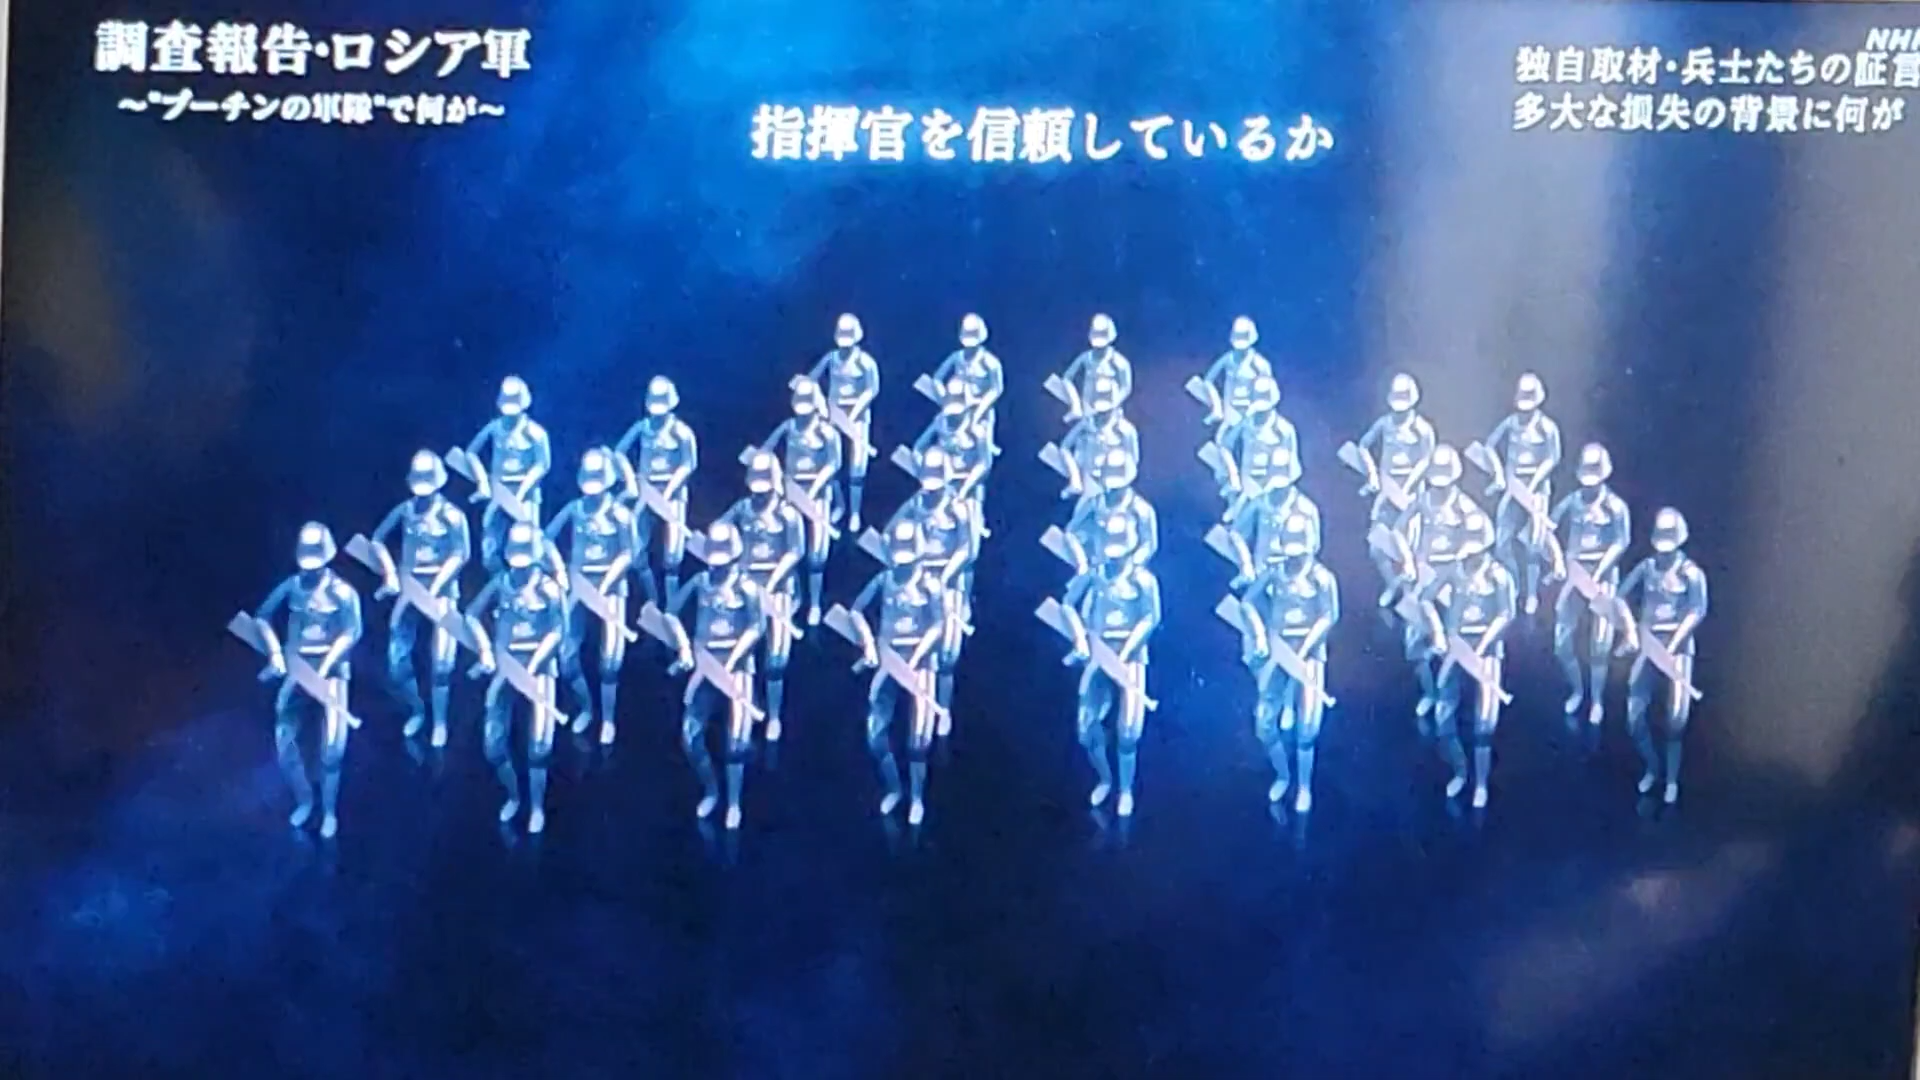 調査報告・ロシア軍
～"プーチンの軍隊"で何が～
指揮官を信頼しているか
NHK
独自取材・兵士たちの証言
多大な損失の背景に何が